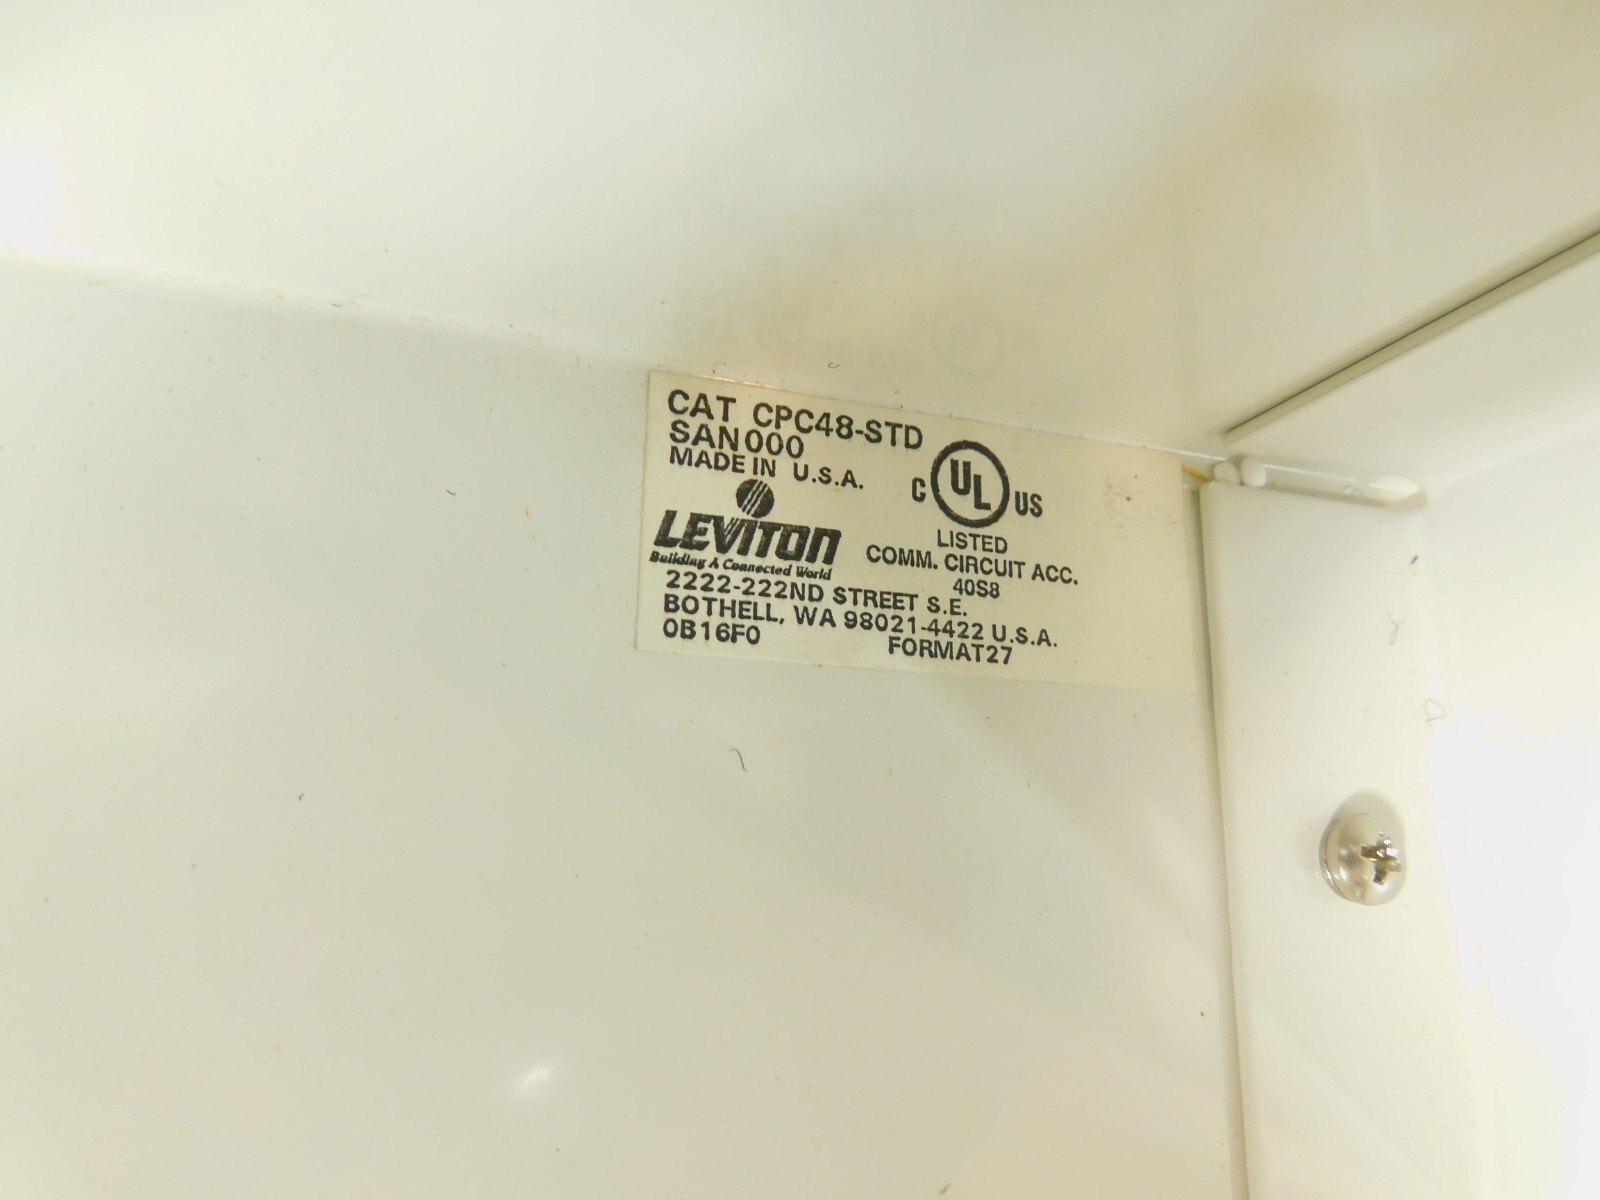 CAT CPC48-STD
SAN000
MADE IN U.S.A.
C UL US
LISTED
COMM. CIRCUIT ACC.
40S8
LEVITON
Building A Connected World
2222-222ND STREET S.E.
BOTHELL, WA 98021-4422 U.S.A.
0B16F0 FORMAT27